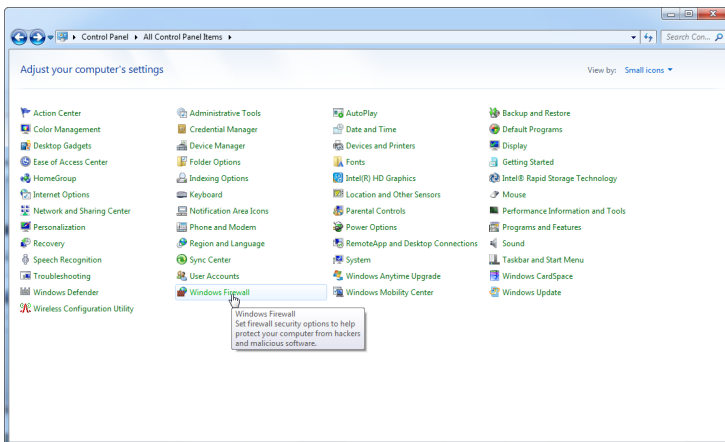 Control Panel ▸ All Control Panel Items ▸ Search Con...
Adjust your computer's settings View by: Small icons
Action Center Administrative Tools AutoPlay Backup and Restore
Color Management Credential Manager Date and Time Default Programs
Desktop Gadgets Device Manager Devices and Printers Display
Ease of Access Center Folder Options Fonts Getting Started
HomeGroup Indexing Options Intel(R) HD Graphics Intel® Rapid Storage Technology
Internet Options Keyboard Location and Other Sensors Mouse
Network and Sharing Center Notification Area Icons Parental Controls Performance Information and Tools
Personalization Phone and Modem Power Options Programs and Features
Recovery Region and Language RemoteApp and Desktop Connections Sound
Speech Recognition Sync Center System Taskbar and Start Menu
Troubleshooting User Accounts Windows Anytime Upgrade Windows CardSpace
Windows Defender Windows Firewall Windows Mobility Center Windows Update
Wireless Configuration Utility
Windows Firewall
Set firewall security options to help
protect your computer from hackers
and malicious software.